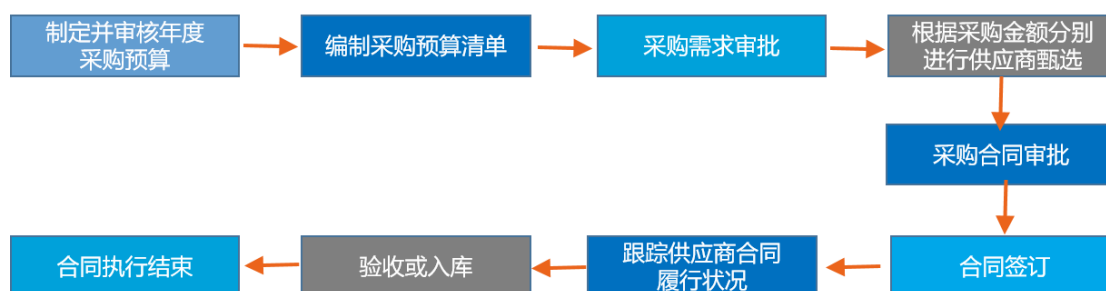 制定并审核年度
采购预算
编制采购预算清单
采购需求审批
根据采购金额分别
进行供应商甄选
采购合同审批
合同签订
跟踪供应商合同
履行状况
验收或入库
合同执行结束